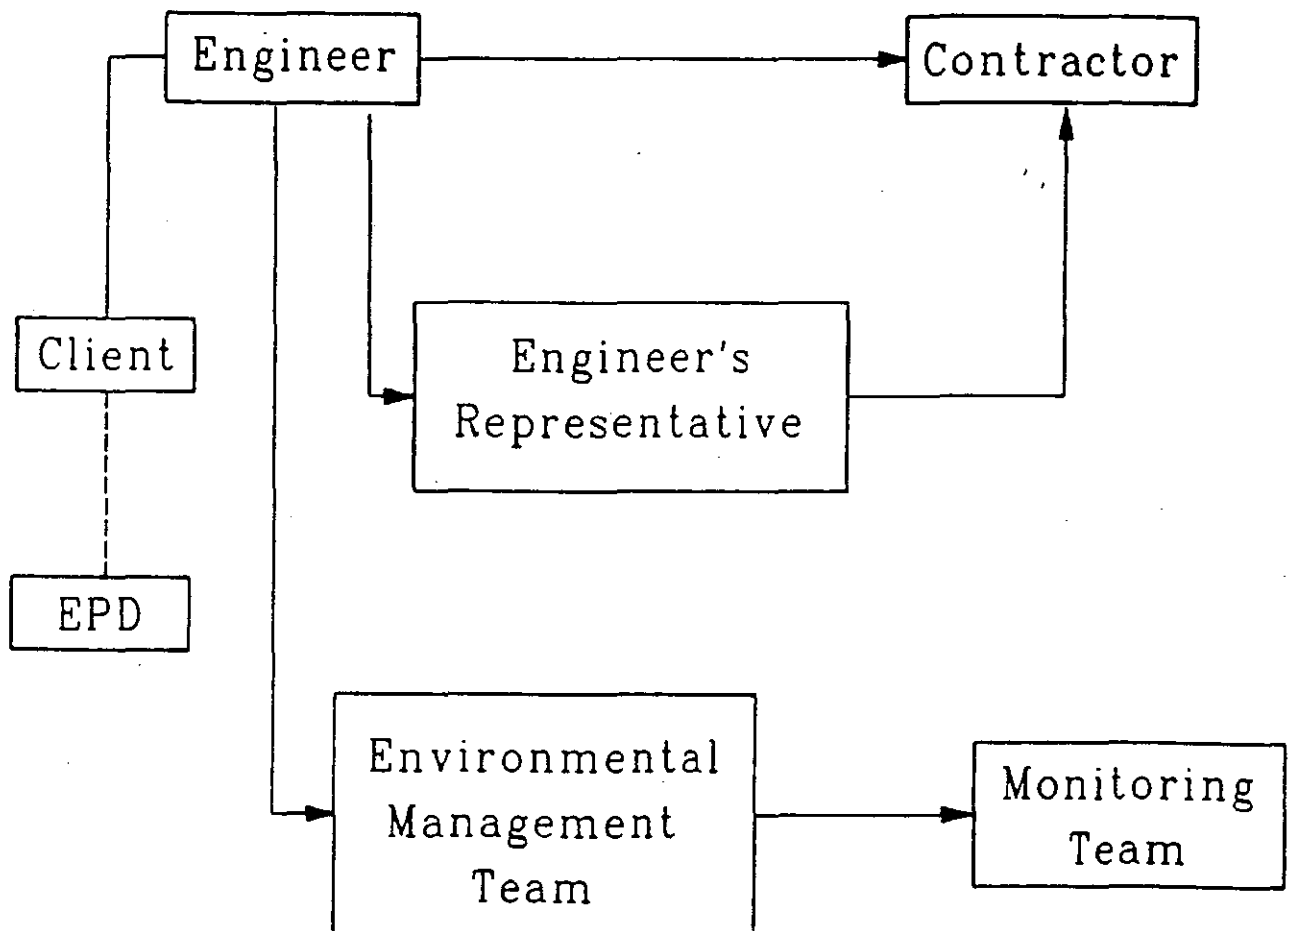 Engineer
Contractor
Client
Engineer's
Representative
EPD
Environmental
Management
Team
Monitoring
Team